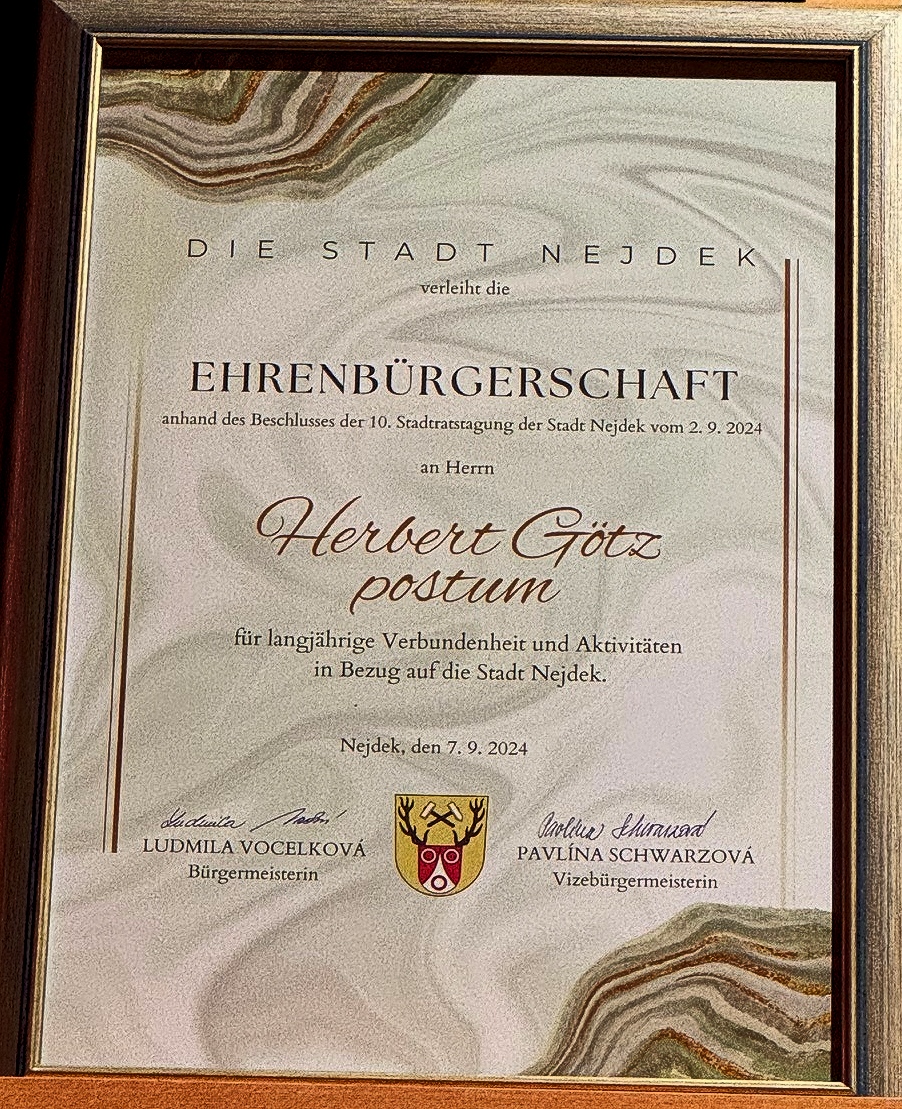 DIE STADT NEJDEK
verleiht die
EHRENBÜRGERSCHAFT
anhand des Beschlusses der 10. Stadtratstagung der Stadt Nejdek vom 2. 9. 2024
an Herrn
Herbert Götz
postum
für langjährige Verbundenheit und Aktivitäten
in Bezug auf die Stadt Nejdek.
Nejdek, den 7. 9. 2024
LUDMILA VOCELKOVÁ
Bürgermeisterin
PAVLÍNA SCHWARZOVÁ
Vizebürgermeisterin